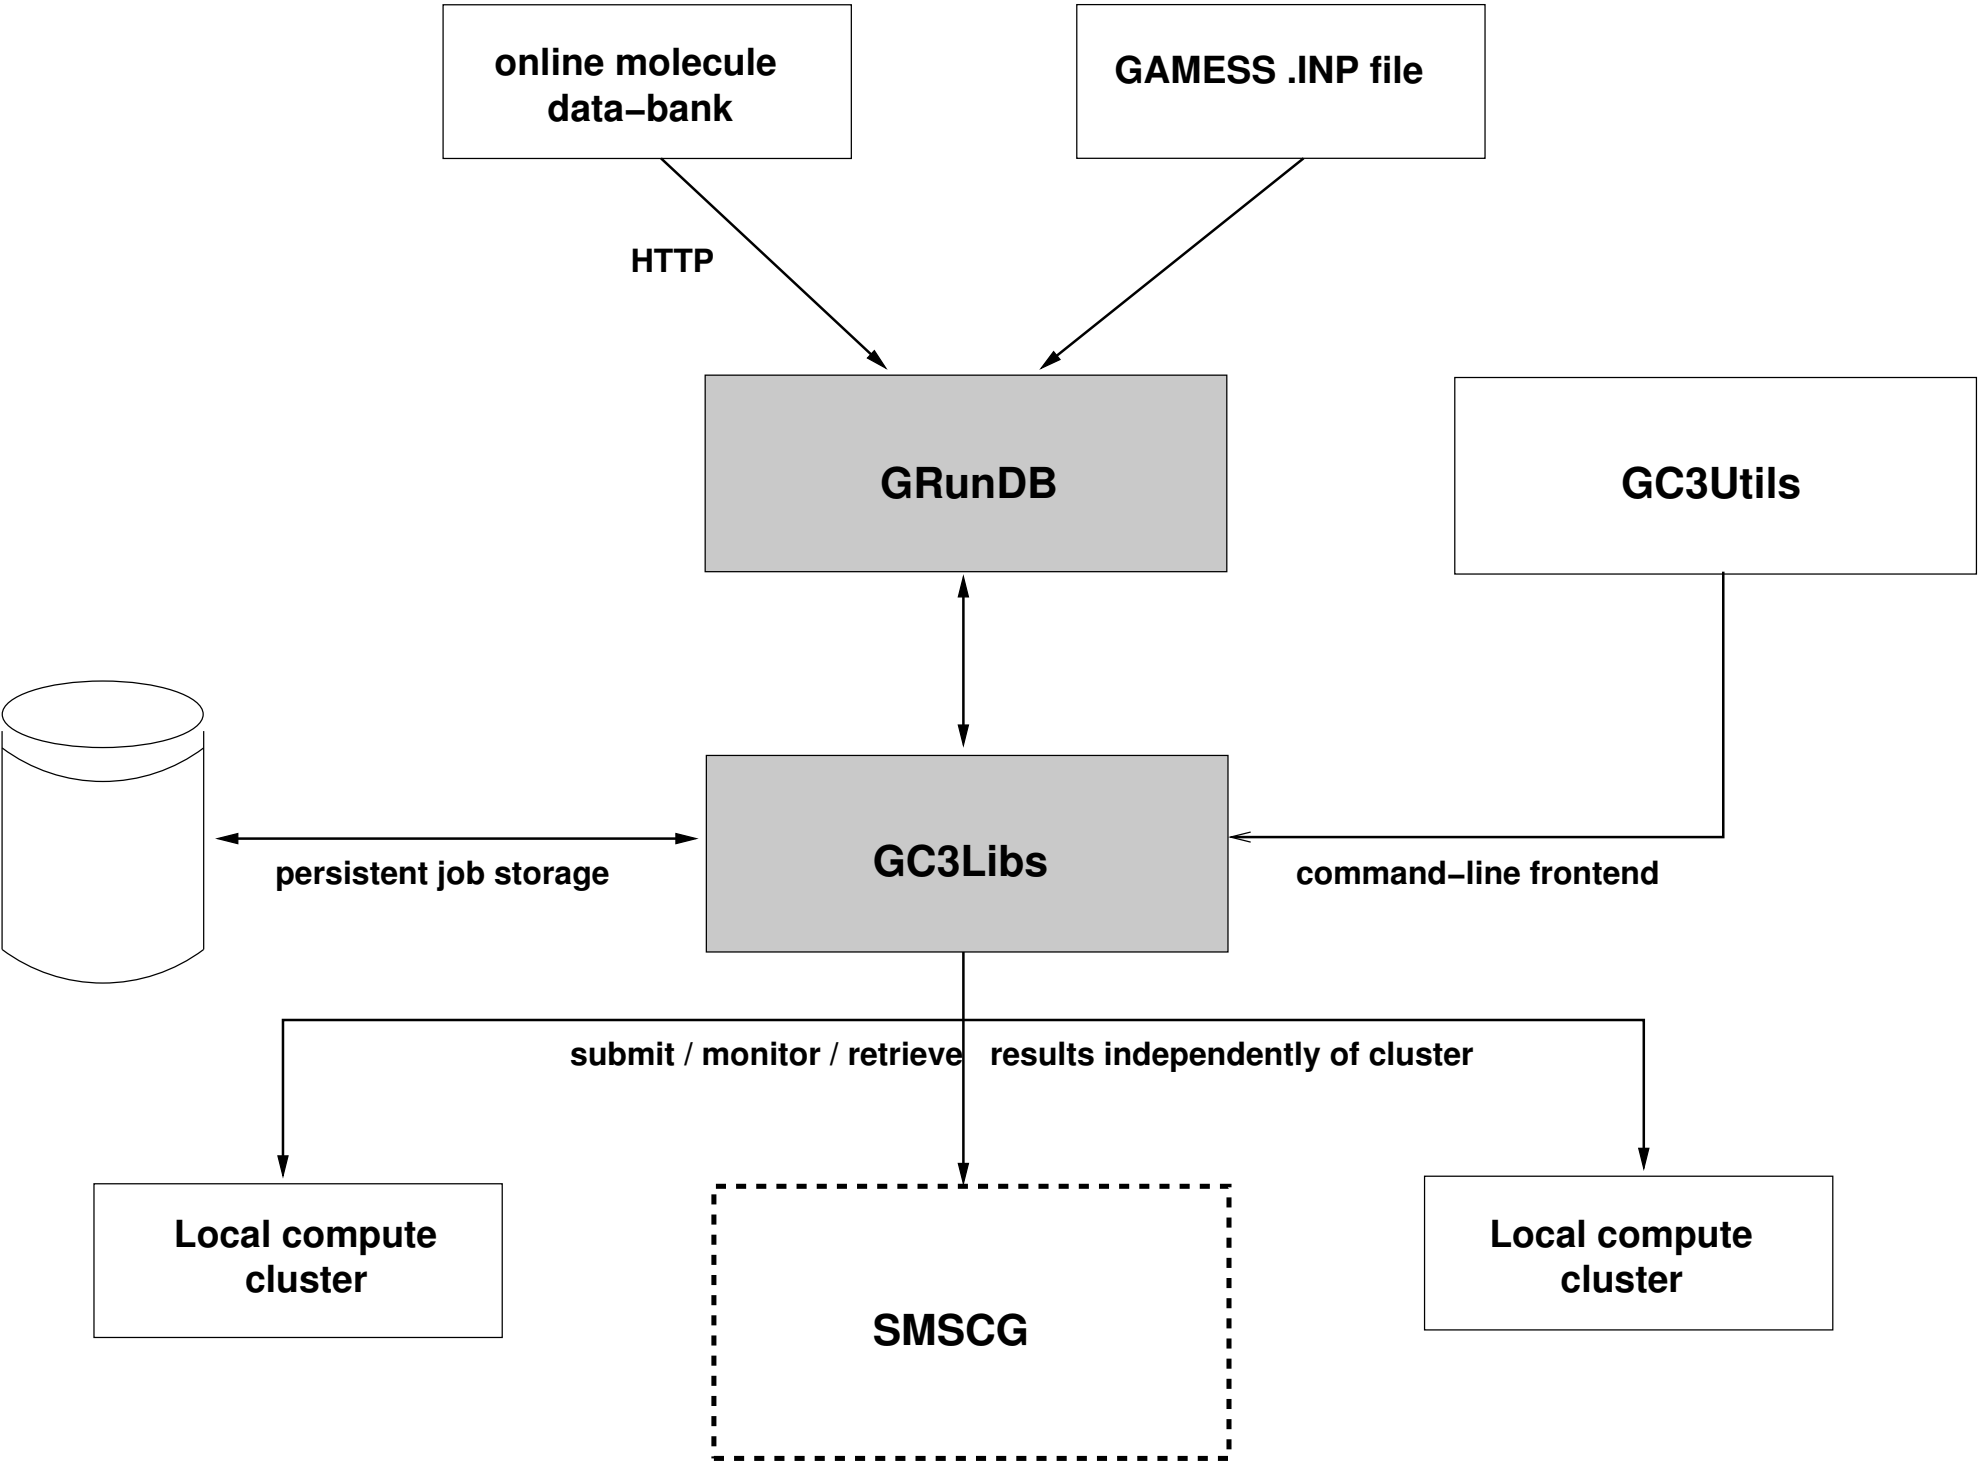 online molecule
data−bank
GAMESS .INP file
HTTP
GRunDB
GC3Utils
GC3Libs
persistent job storage
command−line frontend
submit / monitor / retrieve results independently of cluster
Local compute
cluster
SMSCG
Local compute
cluster